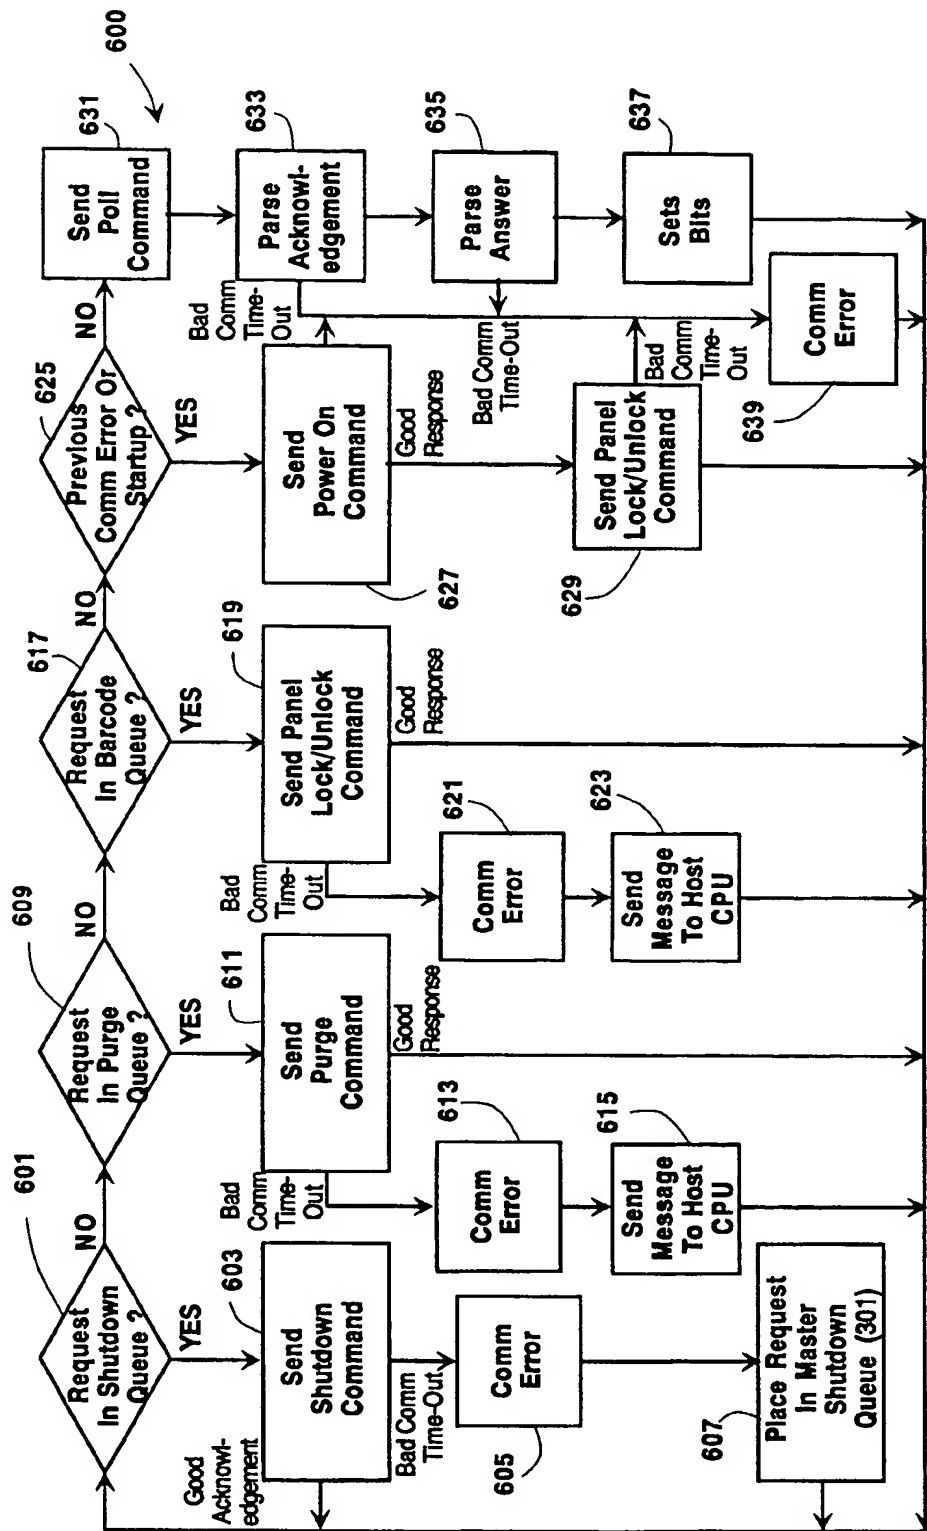 600
601
Request
In Shutdown
Queue ?
NO
YES
603
Send
Shutdown
Command
Good
Acknowl-
edgement
Bad Comm
Time-Out
605
Comm
Error
607
Place Request
In Master
Shutdown
Queue (301)
609
Request
In Purge
Queue ?
NO
YES
611
Send
Purge
Command
Bad
Comm
Time-
Out
Good
Response
613
Comm
Error
615
Send
Message
To Host
CPU
617
Request
In Barcode
Queue ?
NO
YES
619
Send Panel
Lock/Unlock
Command
Bad
Comm
Time-
Out
Good
Response
621
Comm
Error
623
Send
Message
To Host
CPU
625
Previous
Comm Error Or
Startup ?
NO
YES
627
Send
Power On
Command
Good
Response
629
Send Panel
Lock/Unlock
Command
Bad
Comm
Time-
Out
631
Send
Poll
Command
633
Parse
Acknowl-
edgement
Bad
Comm
Time-
Out
635
Parse
Answer
Bad Comm
Time-Out
637
Sets
Bits
639
Comm
Error